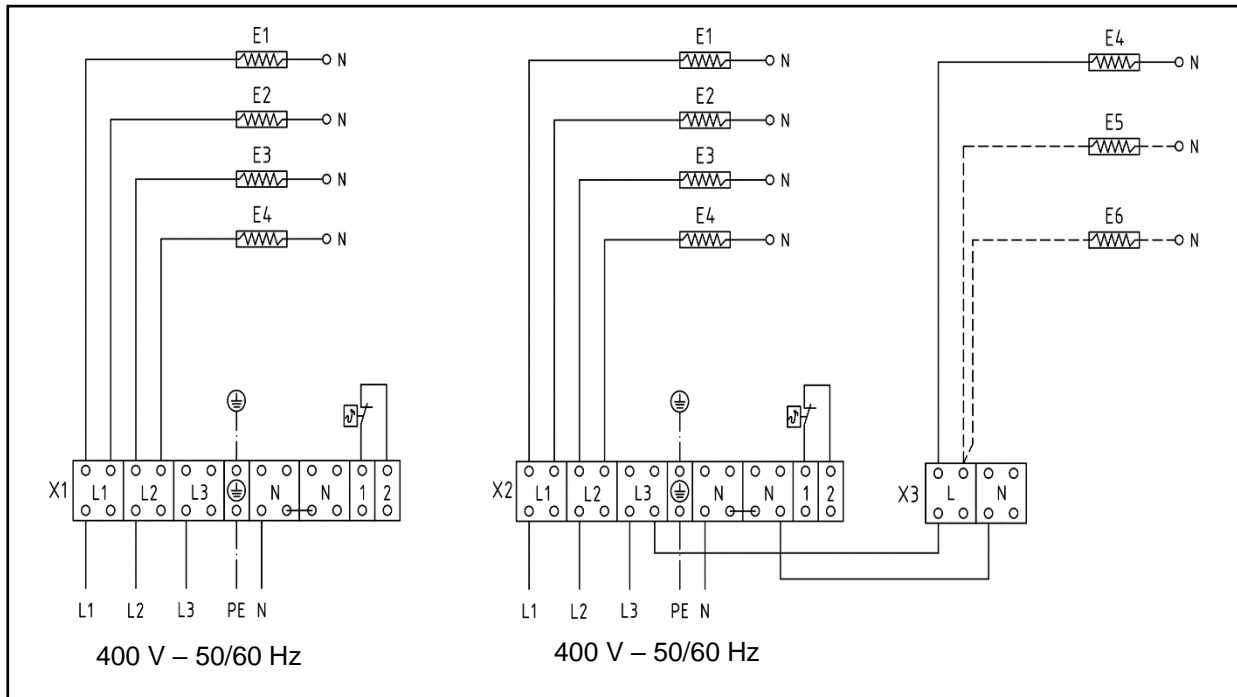 E1
N
E2
N
E3
N
E4
N
X1 L1 L2 L3 N N 1 2
L1 L2 L3 PE N
400 V – 50/60 Hz
E1
N
E2
N
E3
N
E4
N
X2 L1 L2 L3 N N 1 2
L1 L2 L3 PE N
400 V – 50/60 Hz
E4
N
E5
N
E6
N
X3 L N